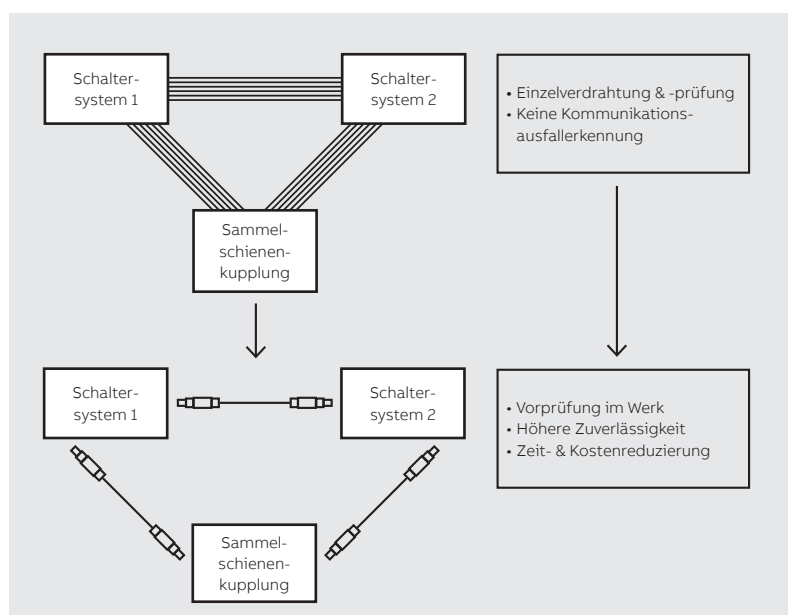 Schalter-
system 1
Schalter-
system 2
Sammel-
schienen-
kupplung
• Einzelverdrahtung & -prüfung
• Keine Kommunikations-
ausfallerkennung
Schalter-
system 1
Schalter-
system 2
Sammel-
schienen-
kupplung
• Vorprüfung im Werk
• Höhere Zuverlässigkeit
• Zeit- & Kostenreduzierung